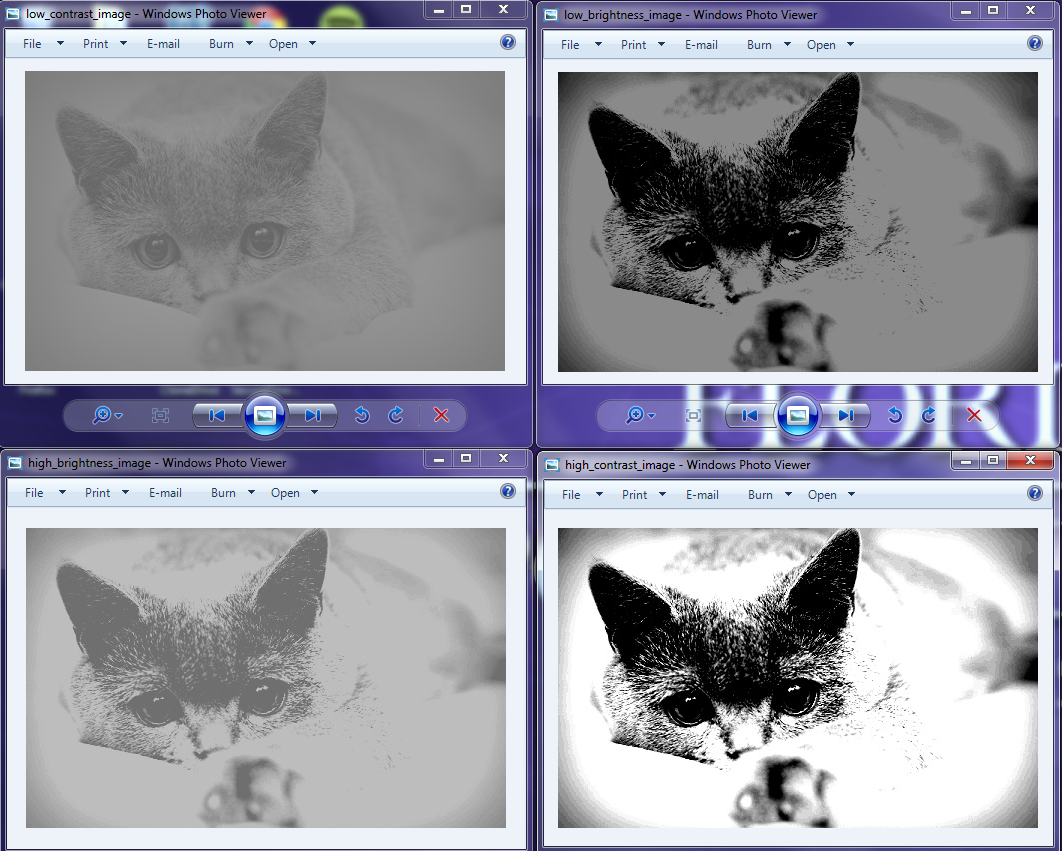 low_contrast_image - Windows Photo Viewer
File Print E-mail Burn Open
low_brightness_image - Windows Photo Viewer
File Print E-mail Burn Open
high_brightness_image - Windows Photo Viewer
File Print E-mail Burn Open
high_contrast_image - Windows Photo Viewer
File Print E-mail Burn Open